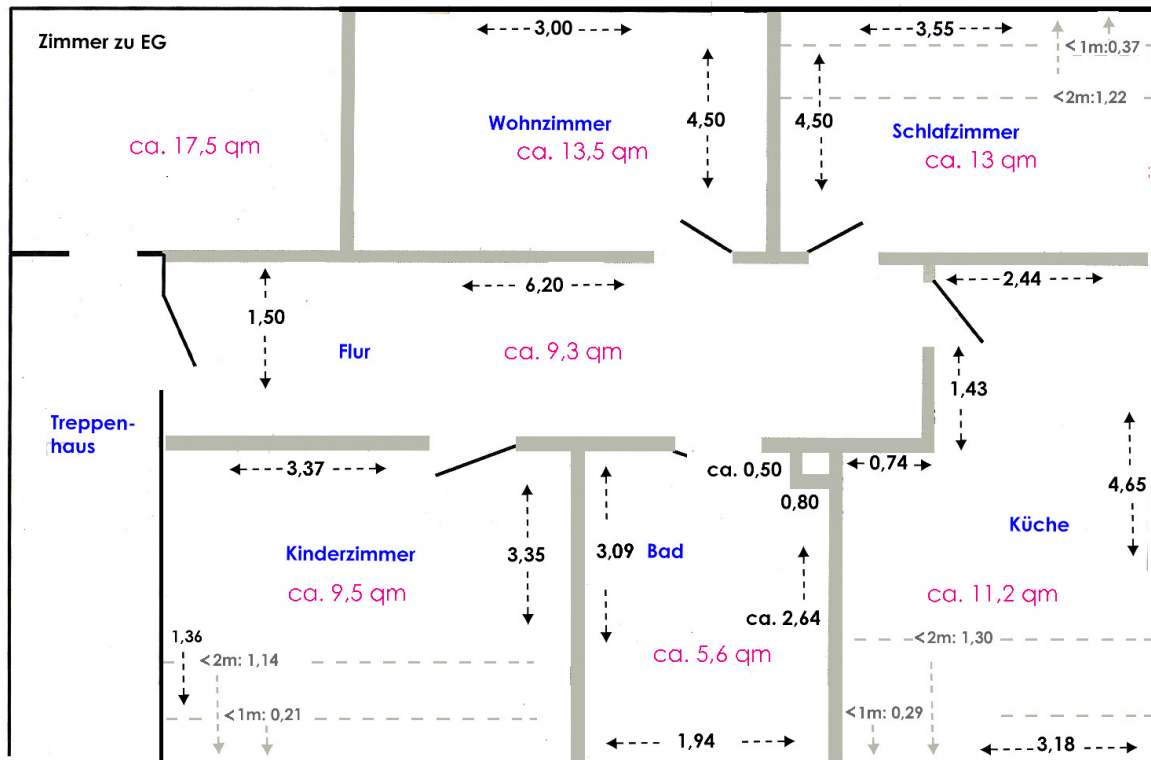 Zimmer zu EG
3,00
3,55
<1m:0,37
<2m:1,22
4,50
4,50
Wohnzimmer
Schlafzimmer
ca. 17,5 qm
ca. 13,5 qm
ca. 13 qm
6,20
2,44
1,50
Flur
ca. 9,3 qm
1,43
Treppen-
haus
3,37
ca. 0,50
0,74
0,80
4,65
Küche
Kinderzimmer
3,35
3,09
Bad
ca. 9,5 qm
ca. 11,2 qm
ca. 2,64
1,36
<2m: 1,14
ca. 5,6 qm
<2m: 1,30
<1m: 0,21
<1m: 0,29
1,94
3,18